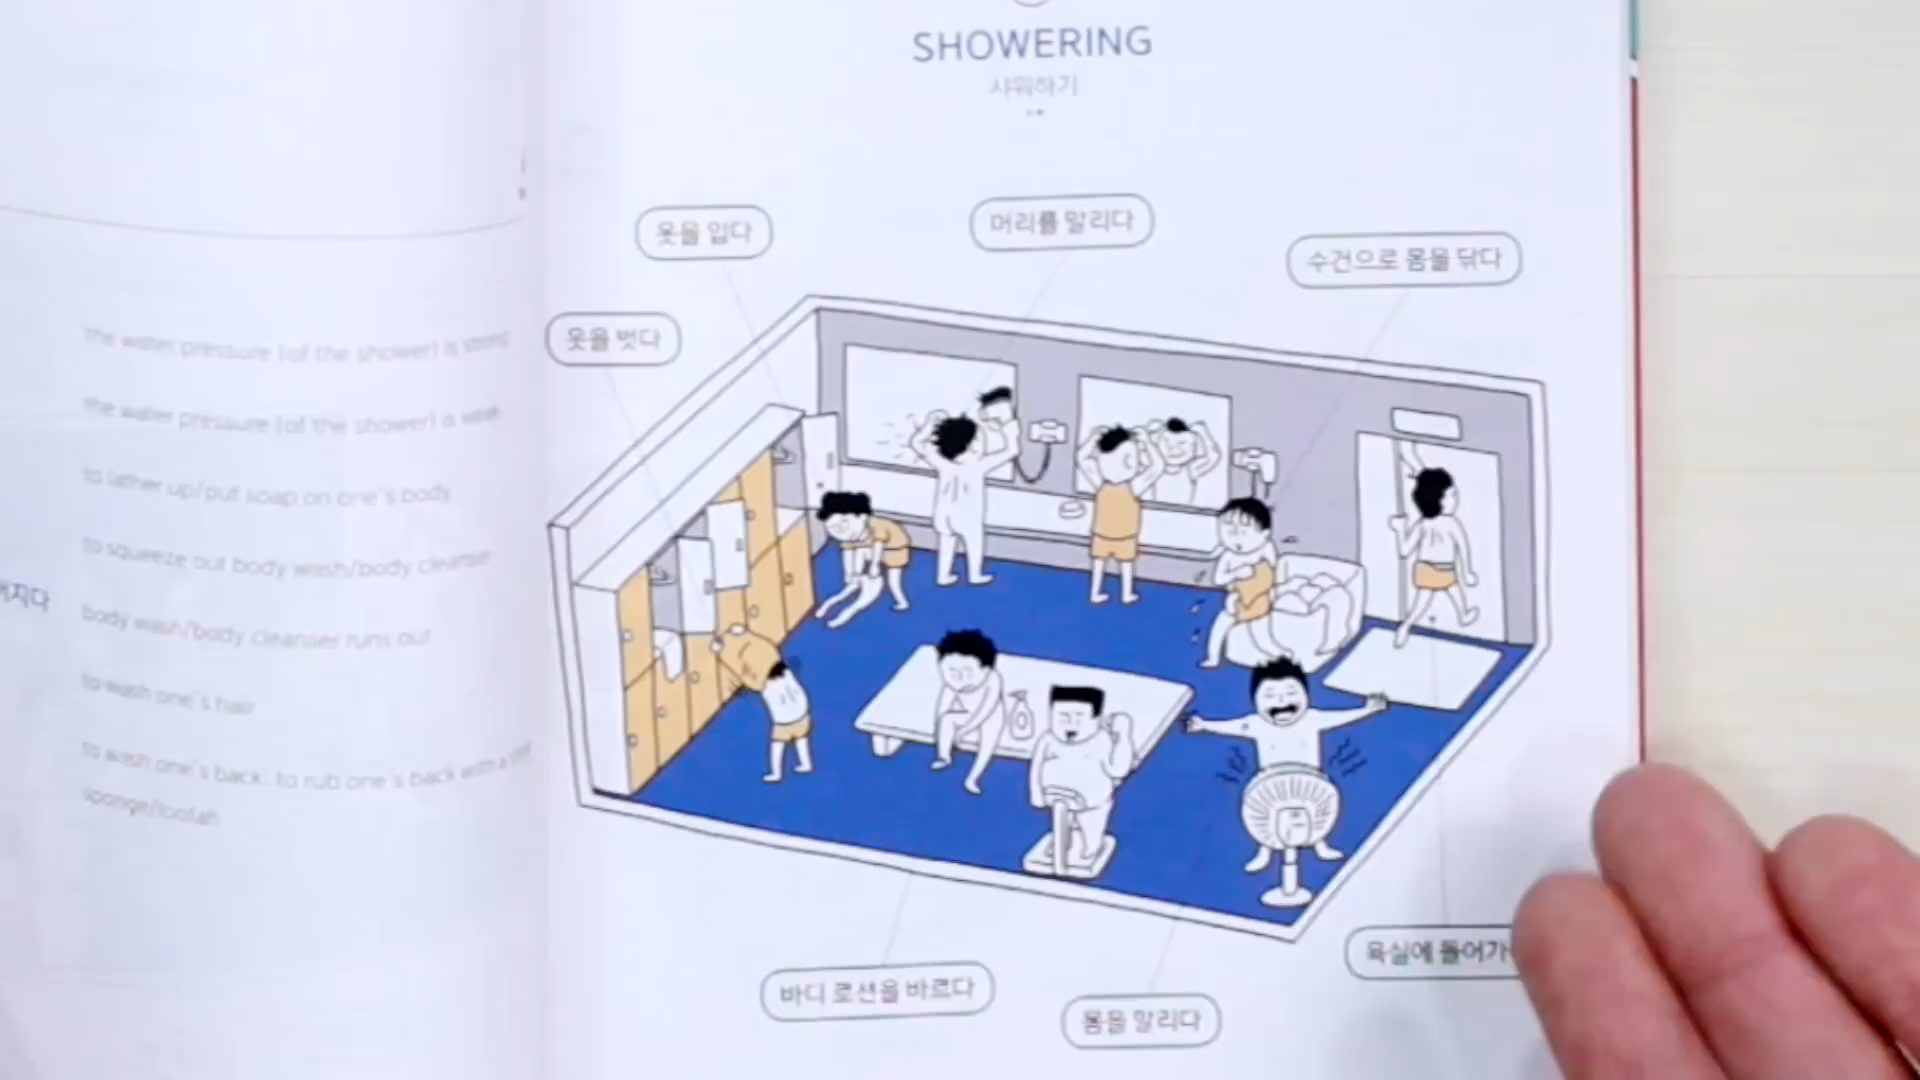 the water pressure (of the shower) is strong
the water pressure (of the shower) is weak
to lather up/put soap on one's body
to squeeze out body wash/body cleanser
body wash/body cleanser runs out
to wash one's hair
to wash one's back, to rub one's back with a
sponge/loofah
SHOWERING
샤워하기
옷을 입다
머리를 말리다
수건으로 몸을 닦다
옷을 벗다
욕실에 들어가
바디 로션을 바르다
몸을 말리다